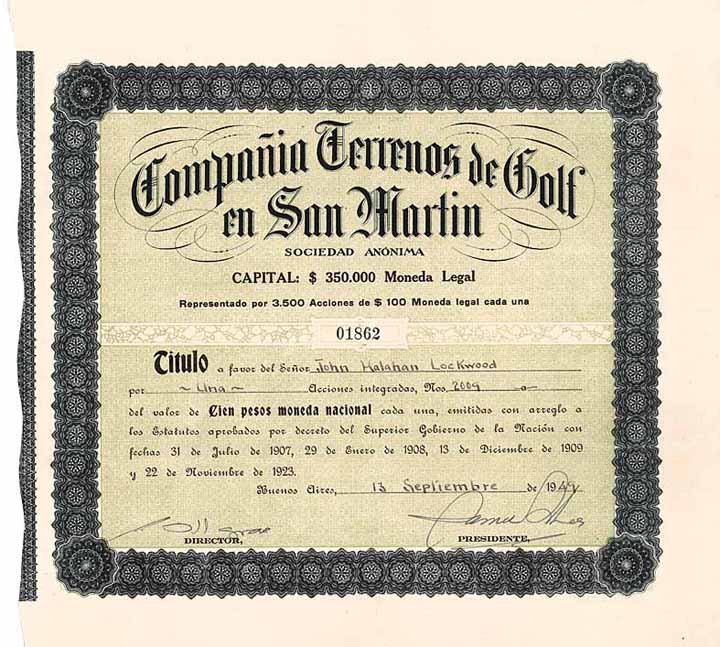 Compañia Terrenos de Golf
en San Martin
SOCIEDAD ANÓNIMA
CAPITAL: $ 350.000 Moneda Legal
Representado por 3.500 Acciones de $ 100 Moneda legal cada una
01862
Título a favor del Señor John Halahan Lockwood
por ~ Una ~ Acciones integradas, Nos. 2009 a —
del valor de Cien pesos moneda nacional cada una, emitidas con arreglo a
los Estatutos aprobados por decreto del Superior Gobierno de la Nación con
fechas 31 de Julio de 1907, 29 de Enero de 1908, 13 de Diciembre de 1909
y 22 de Noviembre de 1923.
Buenos Aires, 13 Septiembre de 194
DIRECTOR, PRESIDENTE,